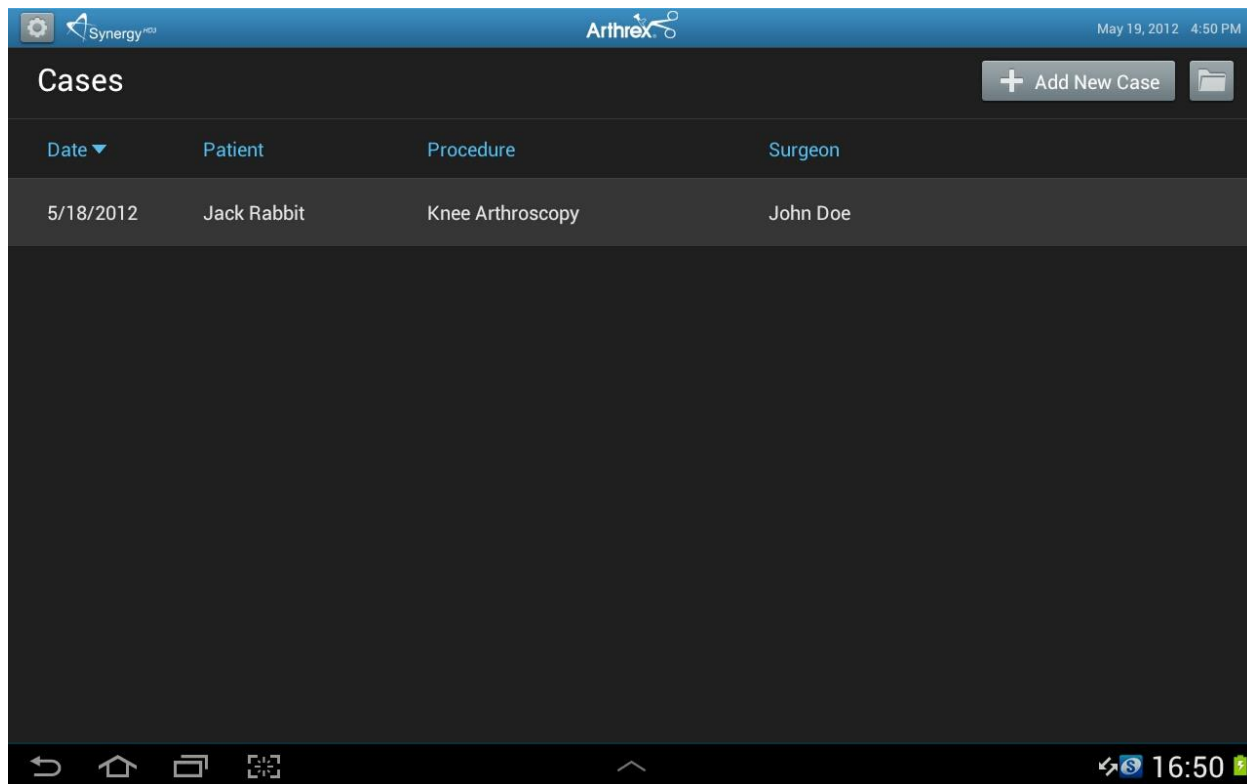 Synergy HD3
Arthrex
May 19, 2012 4:50 PM
Cases
Add New Case
Date Patient Procedure Surgeon
5/18/2012 Jack Rabbit Knee Arthroscopy John Doe
16:50